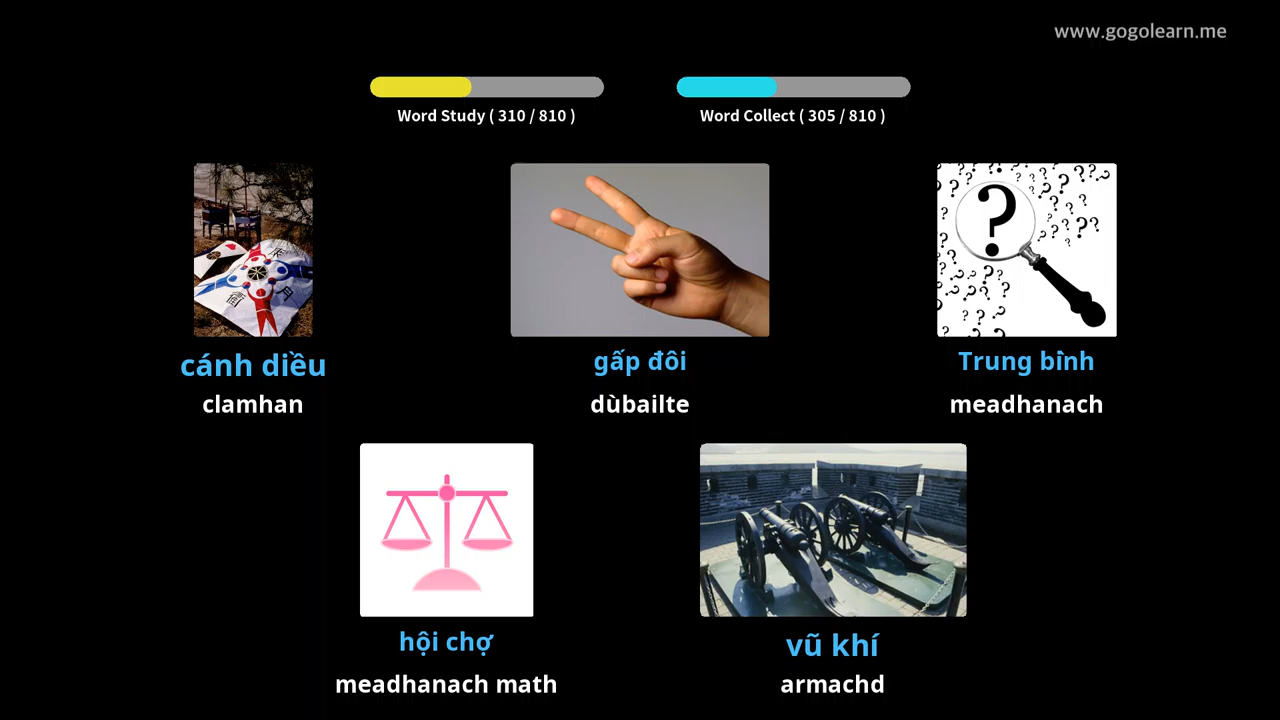 www.gogolearn.me
Word Study ( 310 / 810 )
Word Collect ( 305 / 810 )
cánh diều
clamhan
gấp đôi
dùbailte
Trung bình
meadhanach
hội chợ
meadhanach math
vũ khí
armachd